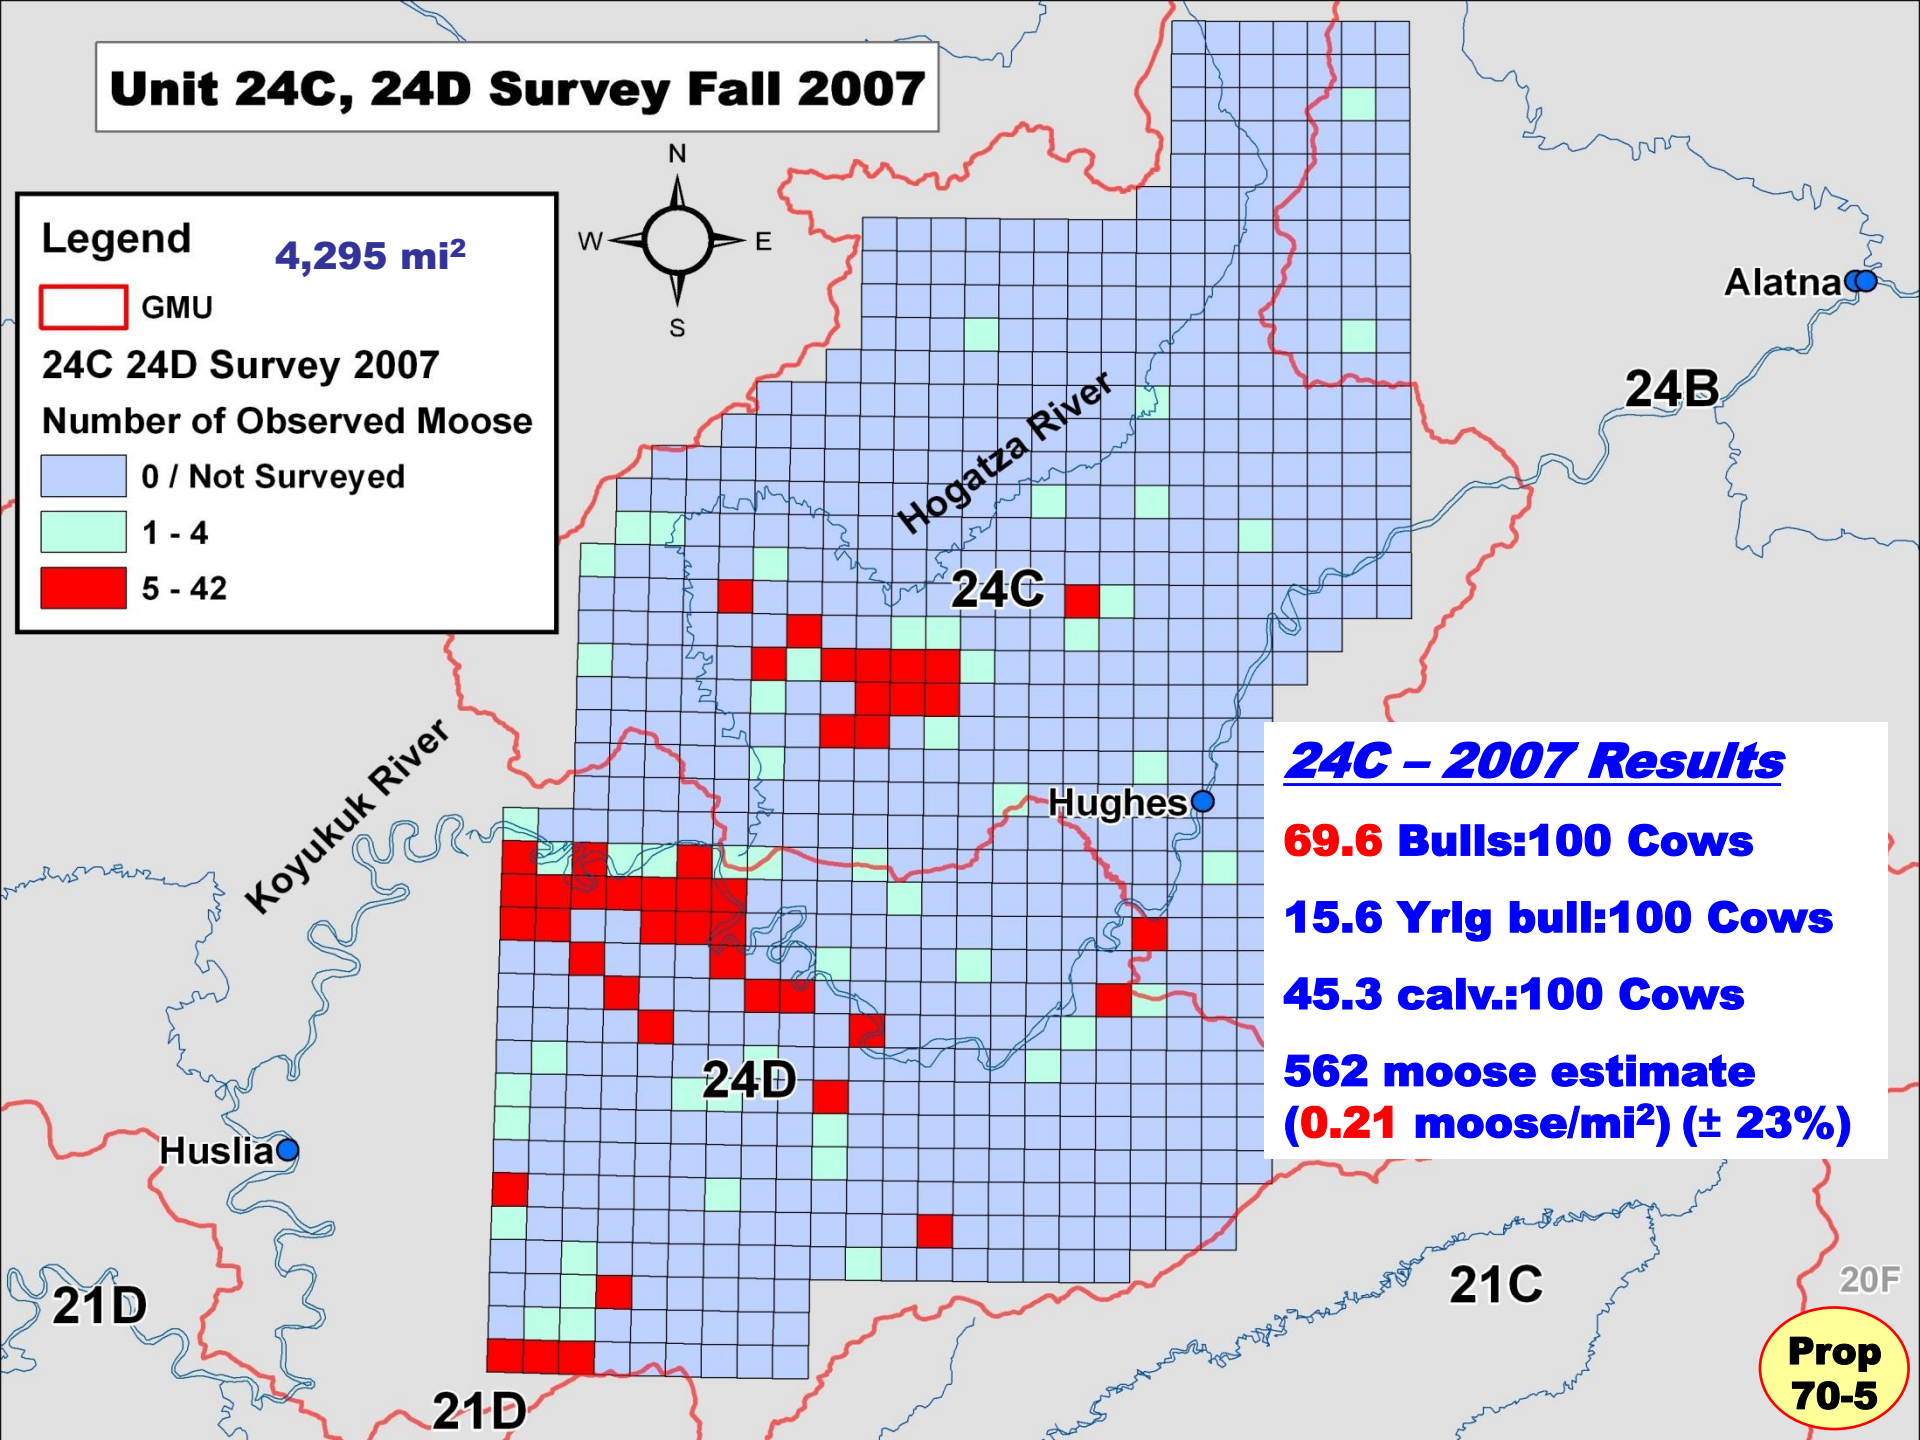 Unit 24C, 24D Survey Fall 2007
N
W
E
S
Legend
4,295 mi²
GMU
24C 24D Survey 2007
Number of Observed Moose
0 / Not Surveyed
1 - 4
5 - 42
Alatna
24B
Hogatza River
24C
Koyukuk River
Hughes
24C – 2007 Results
69.6 Bulls:100 Cows
15.6 Yrlg bull:100 Cows
45.3 calv.:100 Cows
562 moose estimate
(0.21 moose/mi²) (± 23%)
24D
Huslia
21D
21C
20F
21D
Prop
70-5